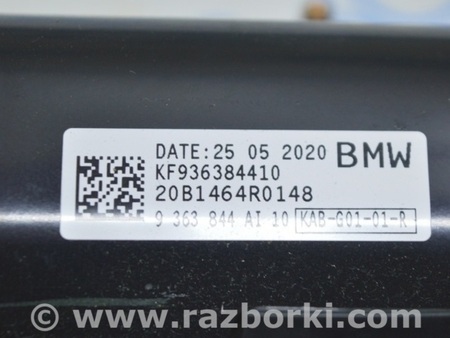 DATE:25 05 2020 BMW
KF936384410
20B1464R0148
9 363 844 AI 10 KAB-G01-01-R
© www.razborki.com